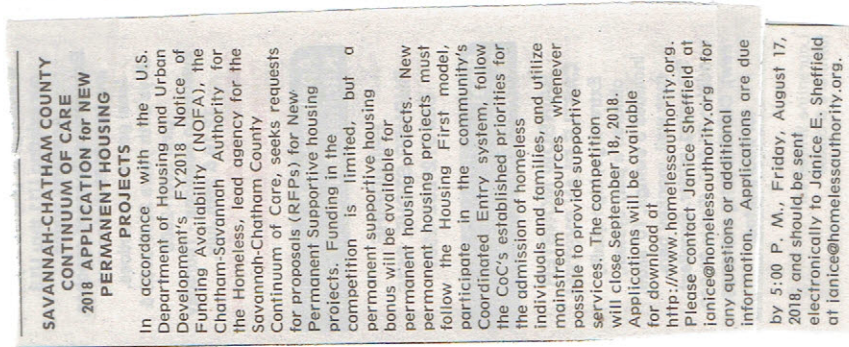 SAVANNAH-CHATHAM COUNTY
CONTINUUM OF CARE
2018 APPLICATION for NEW
PERMANENT HOUSING
PROJECTS
In accordance with the U.S.
Department of Housing and Urban
Development's FY2018 Notice of
Funding Availability (NOFA), the
Chatham-Savannah Authority for
the Homeless, lead agency for the
Savannah-Chatham County
Continuum of Care, seeks requests
for proposals (RFPs) for New
Permanent Supportive housing
projects. Funding in the
competition is limited, but a
permanent supportive housing
bonus will be available for
permanent housing projects. New
permanent housing projects must
follow the Housing First model,
participate in the community's
Coordinated Entry system, follow
the CoC's established priorities for
the admission of homeless
individuals and families, and utilize
mainstream resources whenever
possible to provide supportive
services. The competition
will close September 18, 2018.
Applications will be available
for download at
http://www.homelessauthority.org.
Please contact Janice Sheffield at
janice@homelessauthority.org for
any questions or additional
information. Applications are due
by 5:00 P. M., Friday, August 17,
2018, and should be sent
electronically to Janice E. Sheffield
at janice@homelessauthority.org.